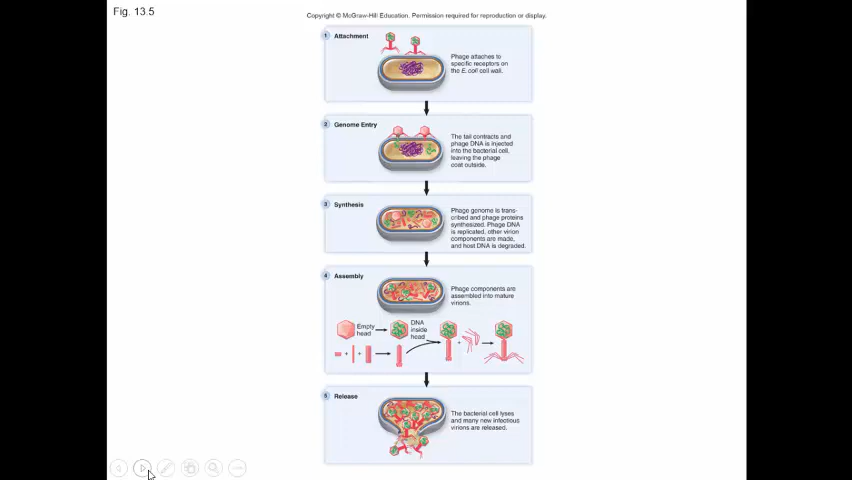 Fig. 13.5
Copyright © McGraw-Hill Education. Permission required for reproduction or display.
1 Attachment
Phage attaches to
specific receptors on
the E. coli cell wall.
2 Genome Entry
The tail contracts and
phage DNA is injected
into the bacterial cell,
leaving the phage
coat outside.
3 Synthesis
Phage genome is trans-
cribed and phage proteins
synthesized. Phage DNA
is replicated, other virion
components are made,
and host DNA is degraded.
4 Assembly
Phage components are
assembled into mature
virions.
Empty
head
DNA
inside
head
+ +
+
5 Release
The bacterial cell lyses
and many new infectious
virions are released.